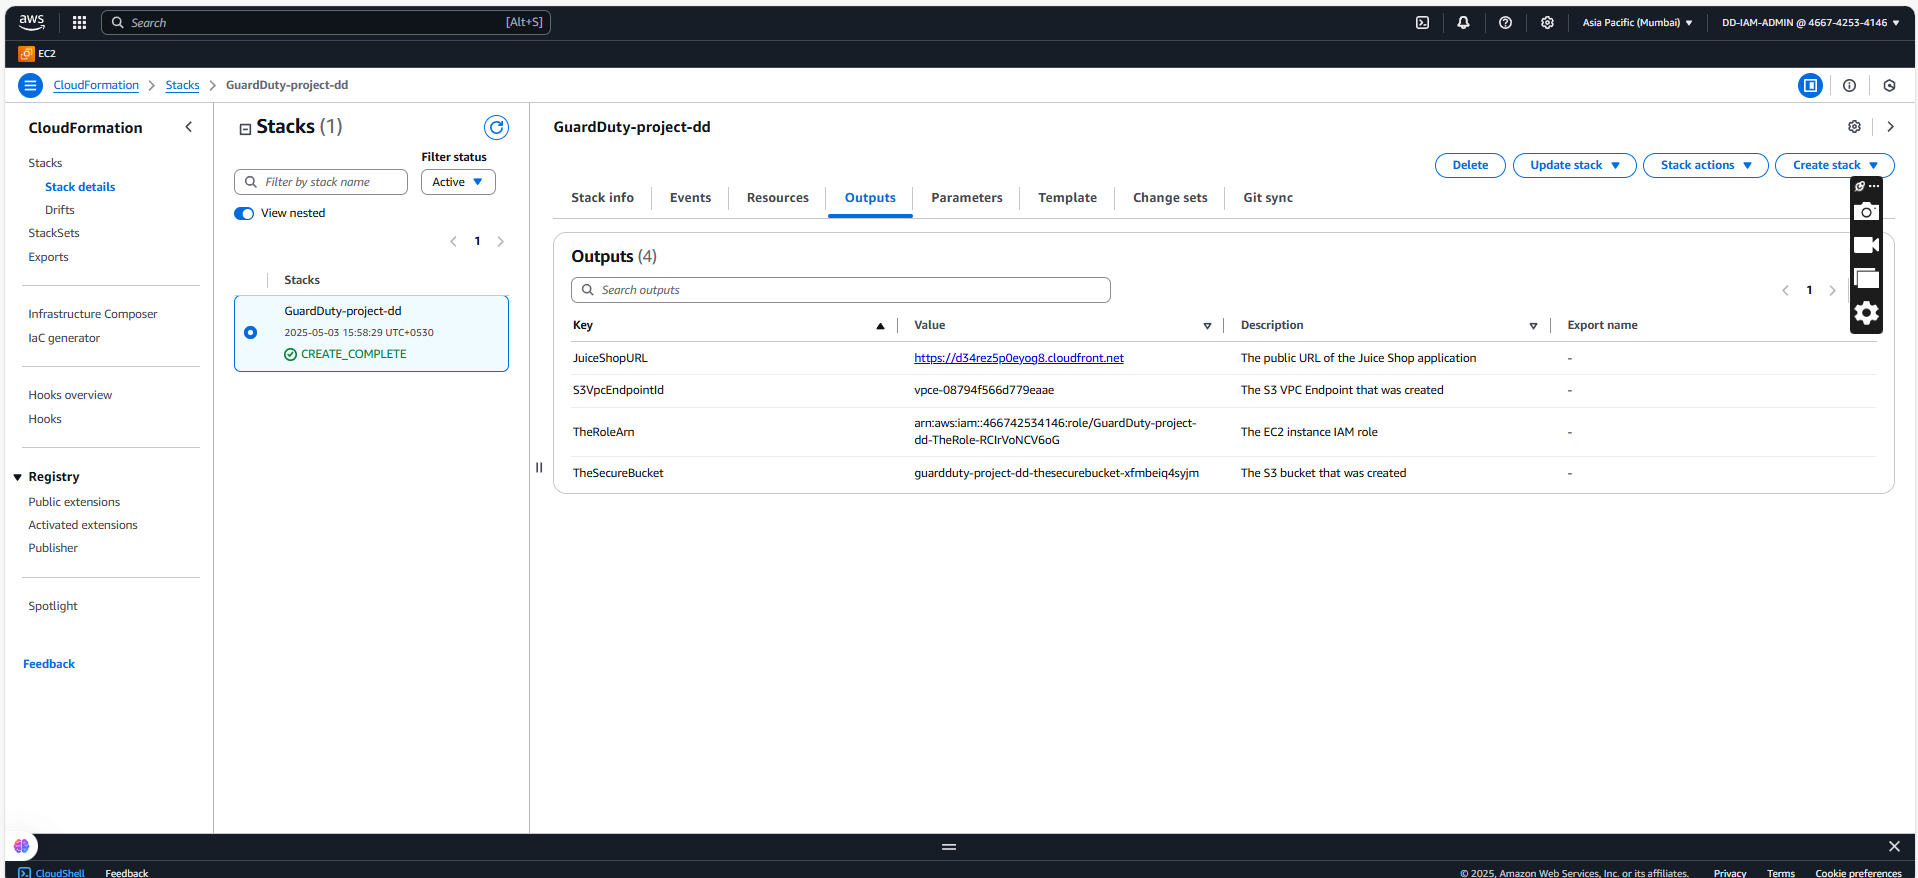 aws
Search
[Alt+S]
Asia Pacific (Mumbai)
DD-IAM-ADMIN @ 4667-4253-4146
EC2
CloudFormation
Stacks
GuardDuty-project-dd
CloudFormation
Stacks
Stack details
Drifts
StackSets
Exports
Infrastructure Composer
IaC generator
Hooks overview
Hooks
Registry
Public extensions
Activated extensions
Publisher
Spotlight
Feedback
Stacks (1)
Filter status
Filter by stack name
Active
View nested
1
Stacks
GuardDuty-project-dd
2025-05-03 15:58:29 UTC+0530
CREATE_COMPLETE
GuardDuty-project-dd
Delete
Update stack
Stack actions
Create stack
Stack info
Events
Resources
Outputs
Parameters
Template
Change sets
Git sync
Outputs (4)
Search outputs
1
Key
Value
Description
Export name
JuiceShopURL
https://d34rez5p0eyog8.cloudfront.net
The public URL of the Juice Shop application
-
S3VpcEndpointId
vpce-08794f566d779eaae
The S3 VPC Endpoint that was created
-
TheRoleArn
arn:aws:iam::466742534146:role/GuardDuty-project-
dd-TheRole-RCIrVoNCV6oG
The EC2 instance IAM role
-
TheSecureBucket
guardduty-project-dd-thesecurebucket-xfmbeiq4syjm
The S3 bucket that was created
-
CloudShell
Feedback
© 2025, Amazon Web Services, Inc. or its affiliates.
Privacy
Terms
Cookie preferences